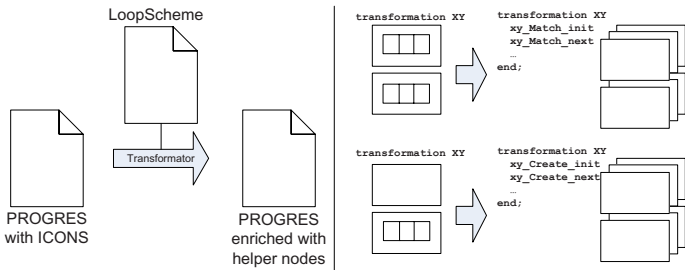 LoopScheme
Transformator
PROGRES
with ICONS
PROGRES
enriched with
helper nodes
transformation XY
transformation XY
xy_Match_init
xy_Match_next
…
end;
transformation XY
transformation XY
xy_Create_init
xy_Create_next
…
end;